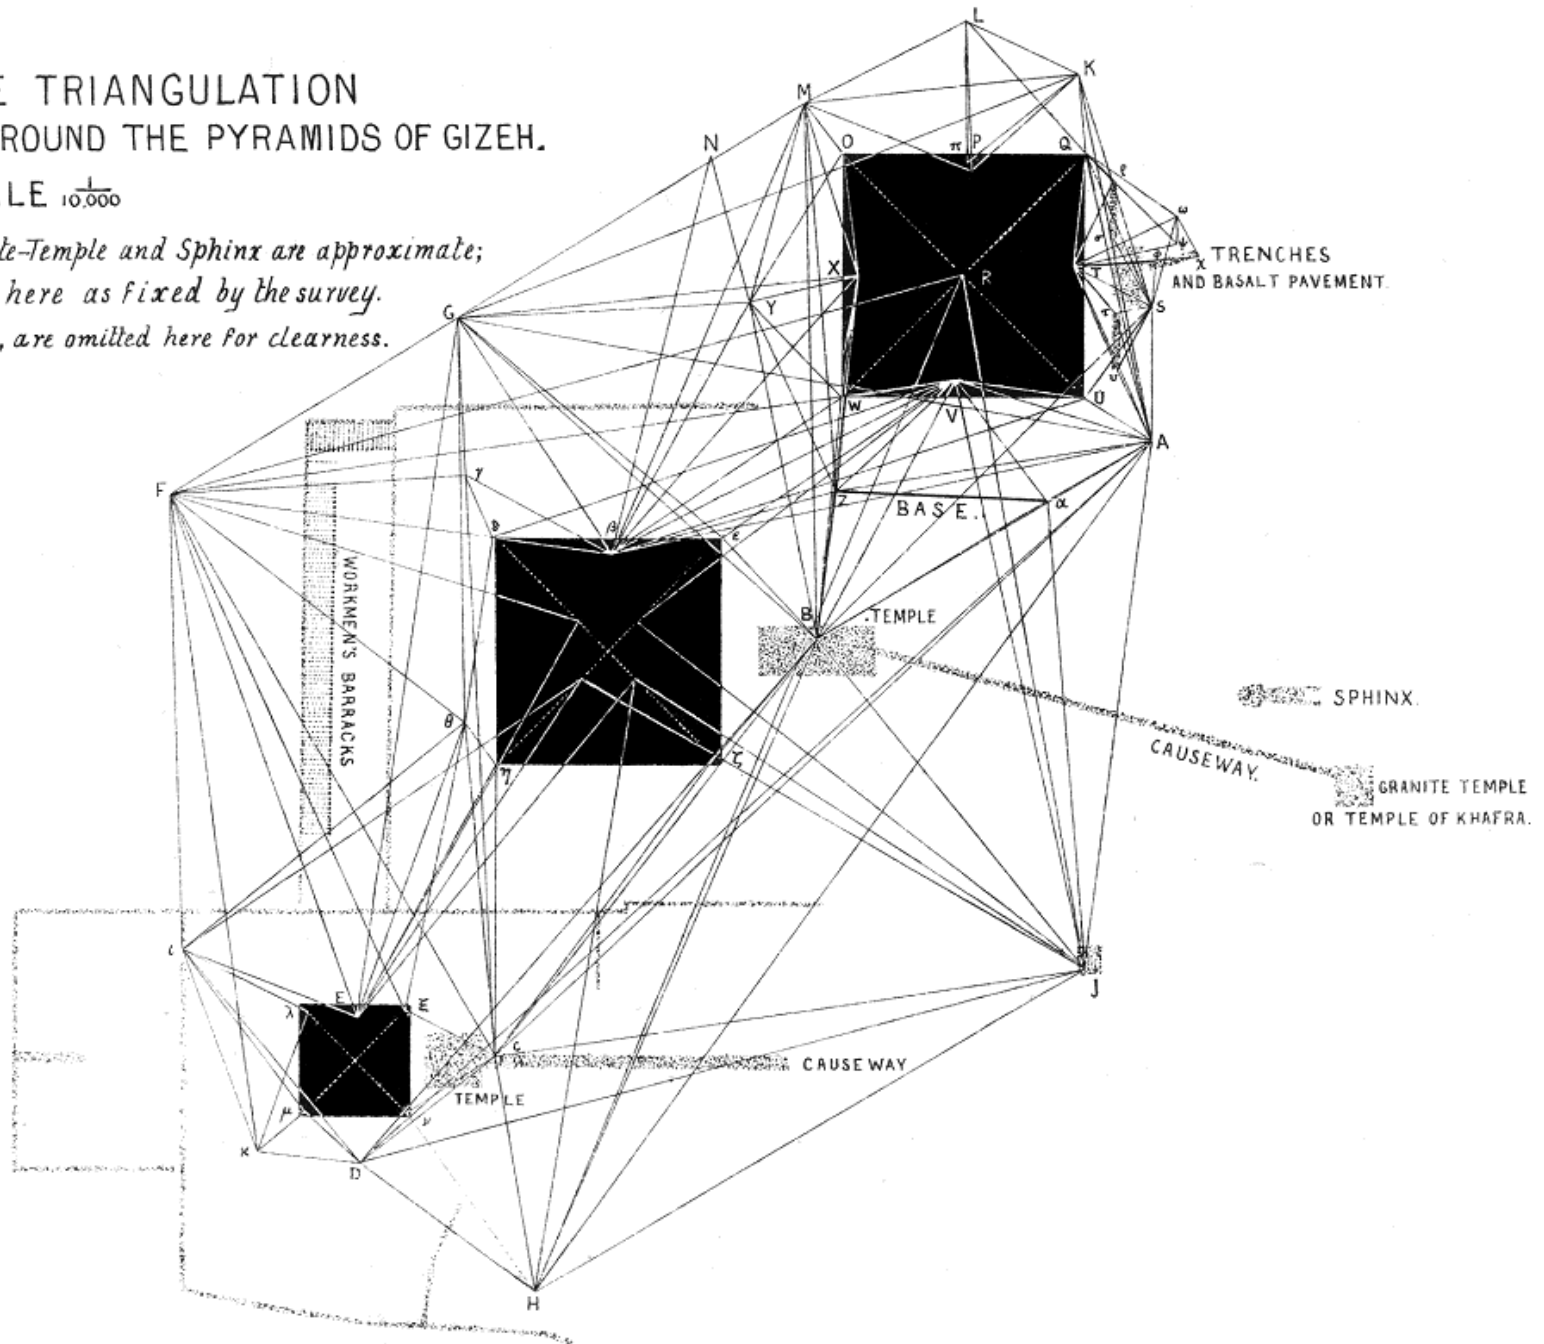 E TRIANGULATION
ROUND THE PYRAMIDS OF GIZEH.
LE 1/10,000
te-Temple and Sphinx are approximate;
here as fixed by the survey.
, are omitted here for clearness.
L
K
M
N
O
π P
Q
ρ
ω
σ
ψ
TRENCHES
AND BASALT PAVEMENT.
X
R
T
χ
G
Y
τ
S
υ
W
V
U
A
F
γ
Z
BASE.
α
δ
β
ε
WORKMEN'S BARRACKS
B
TEMPLE
SPHINX.
θ
η
ζ
CAUSEWAY.
GRANITE TEMPLE
OR TEMPLE OF KHAFRA.
ι
J
λ
E
ξ
C
CAUSEWAY
TEMPLE
μ
ν
κ
D
H